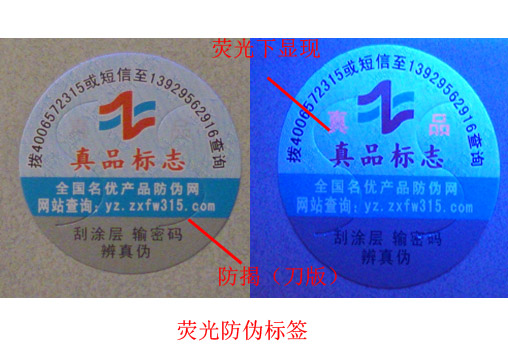 荧光下显现
拨4006572315或短信至13929562916查询
真品标志
全国名优产品防伪网
网站查询：yz.zxfw315.com
刮涂层 输密码
辨真伪
拨4006572315或短信至13929562916查询
真 品
真品标志
全国名优产品防伪网
网站查询：yz.zxfw315.com
刮涂层 输密码
辨真伪
防揭（刀版）
荧光防伪标签